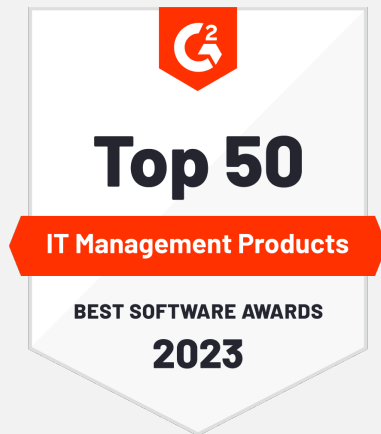 G2
Top 50
IT Management Products
BEST SOFTWARE AWARDS
2023